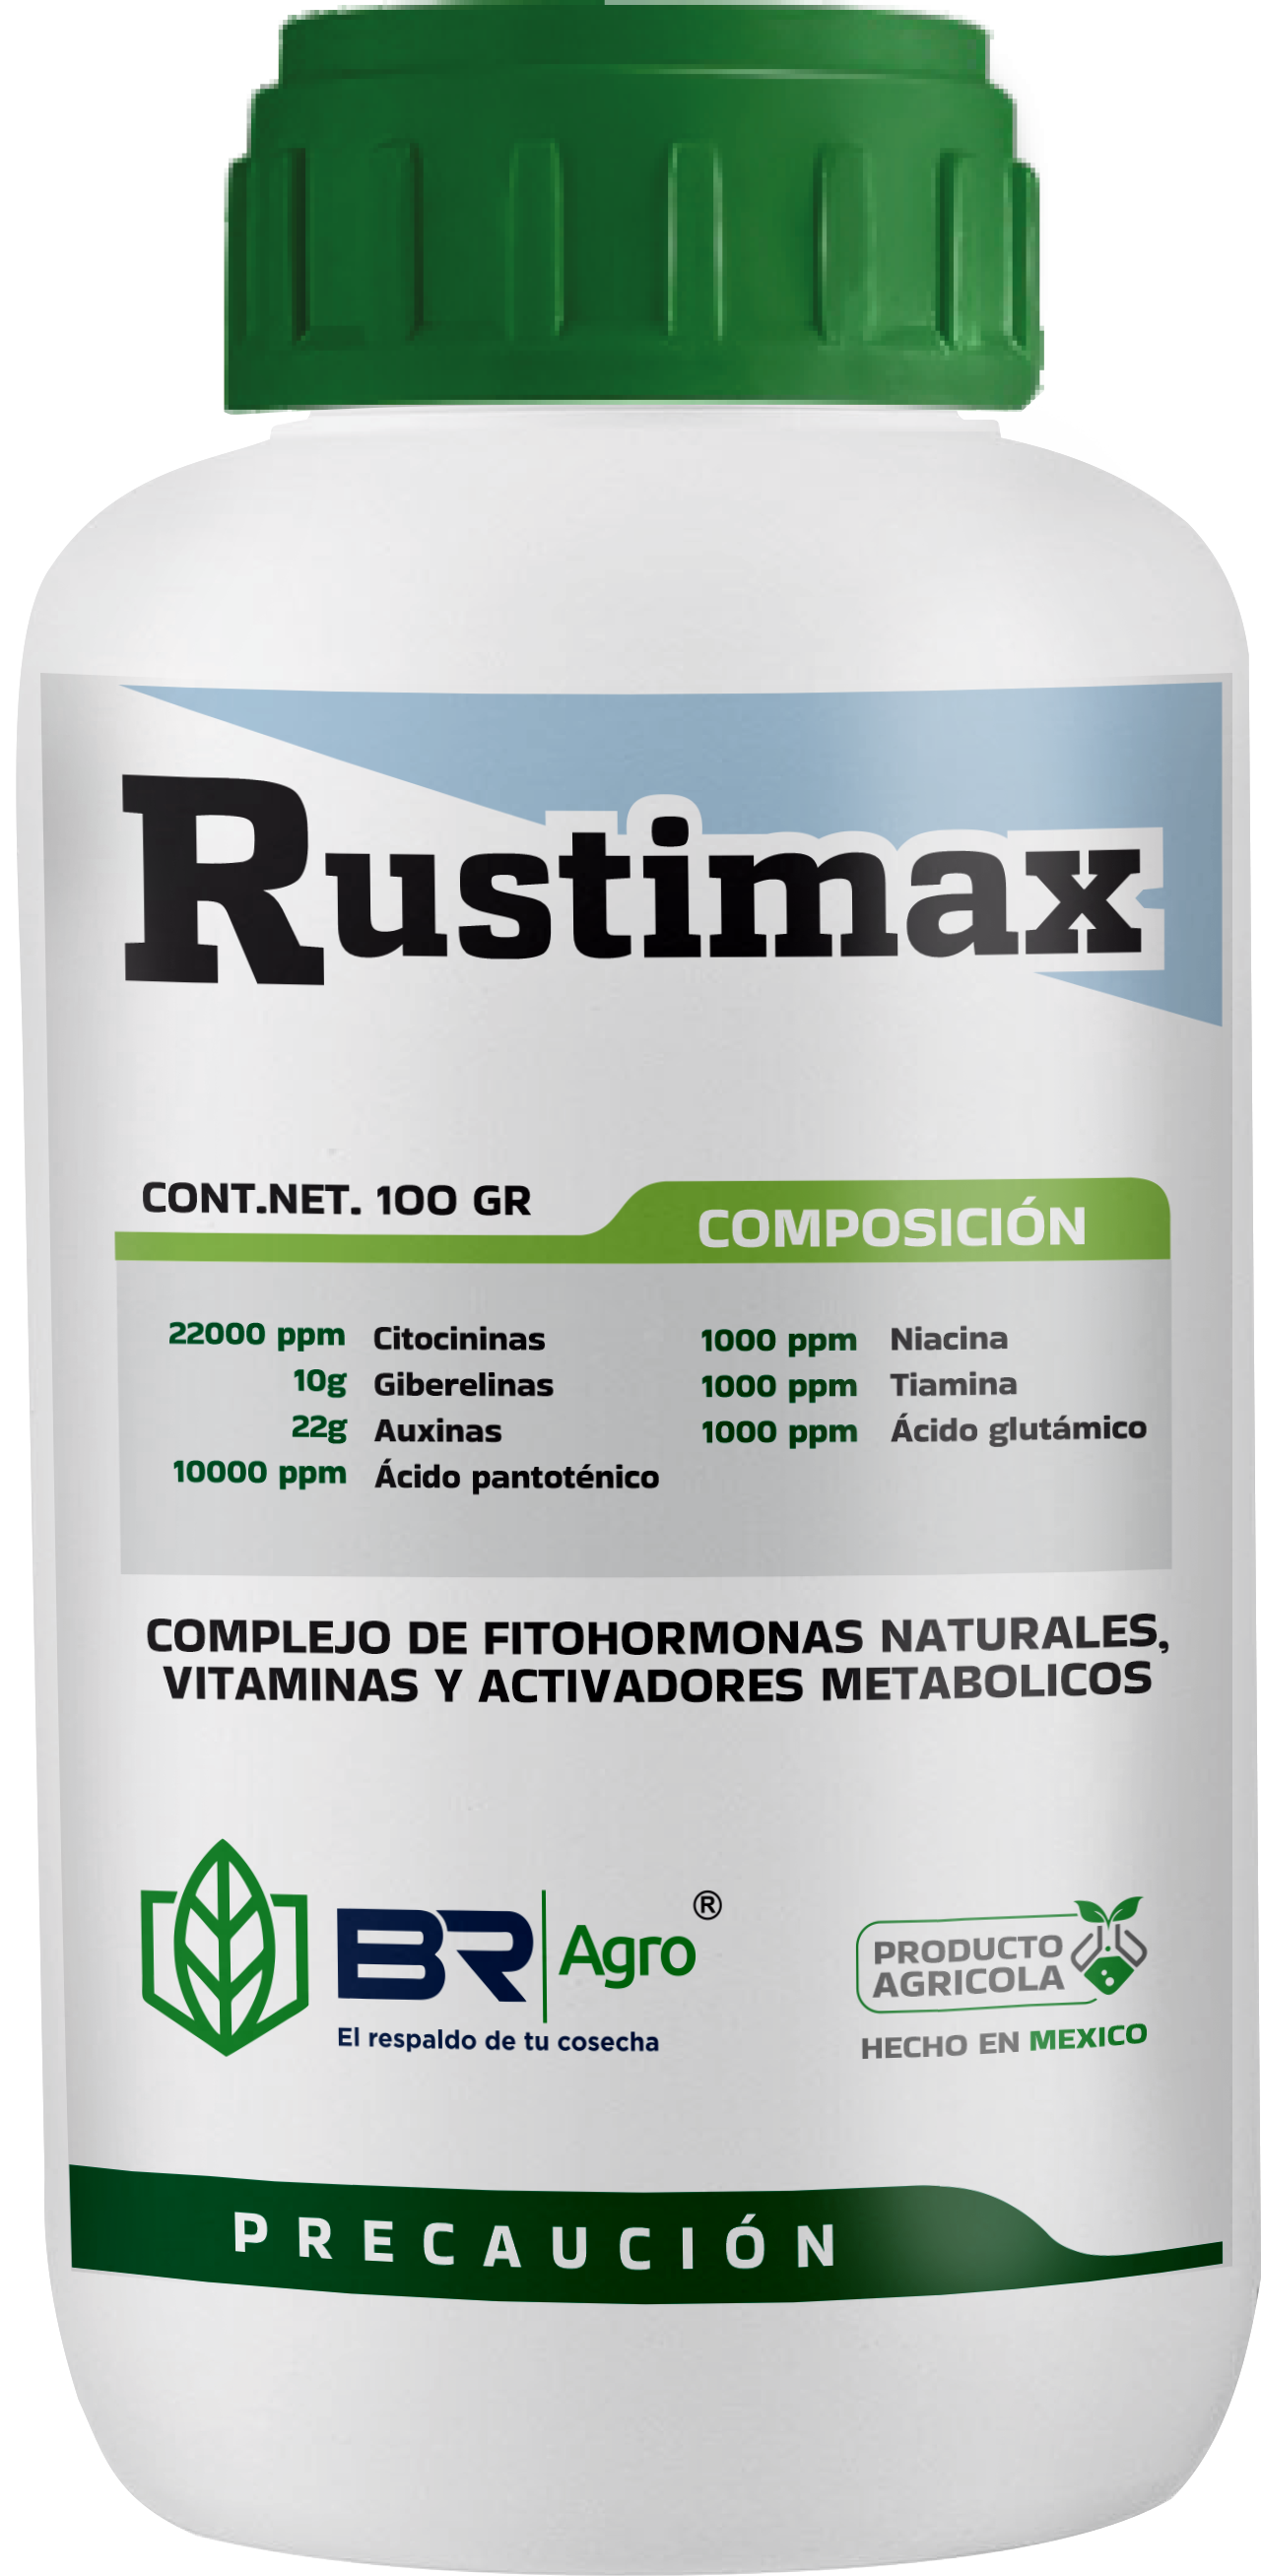 Rustimax
CONT.NET. 100 GR
COMPOSICIÓN
22000 ppm Citocininas
10g Giberelinas
22g Auxinas
10000 ppm Ácido pantoténico
1000 ppm Niacina
1000 ppm Tiamina
1000 ppm Ácido glutámico
COMPLEJO DE FITOHORMONAS NATURALES,
VITAMINAS Y ACTIVADORES METABOLICOS
BR Agro ®
El respaldo de tu cosecha
PRODUCTO
AGRICOLA
HECHO EN MEXICO
PRECAUCIÓN